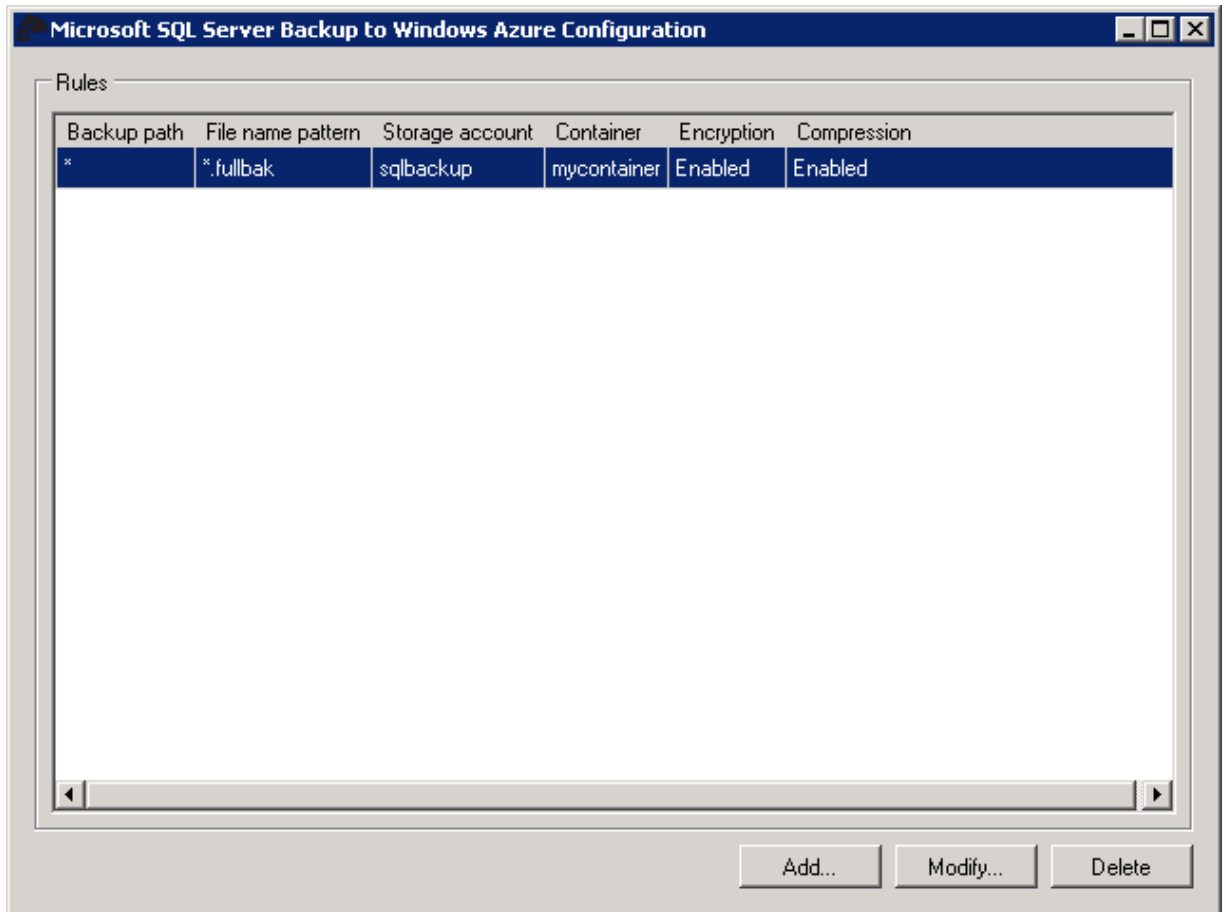 Microsoft SQL Server Backup to Windows Azure Configuration
Rules
Backup path File name pattern Storage account Container Encryption Compression
* *.fullbak sqlbackup mycontainer Enabled Enabled
Add... Modify... Delete